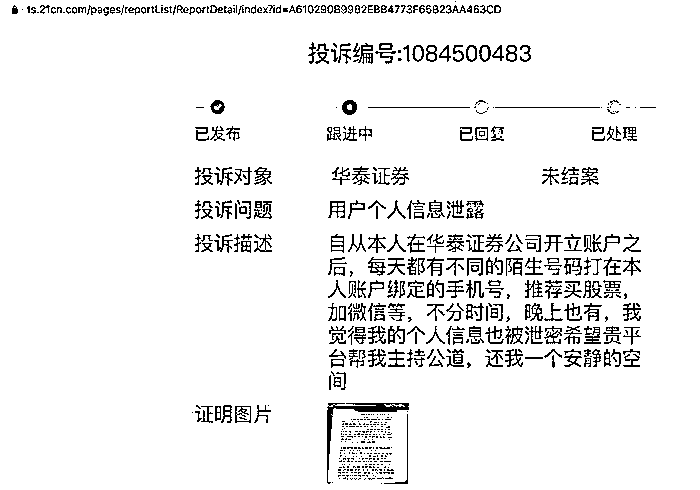 ts.21cn.com/pages/reportList/ReportDetail/index?id=A610290B9982EBB4773F66B23AA463CD
投诉编号:1084500483
已发布 跟进中 已回复 已处理
投诉对象 华泰证券 未结案
投诉问题 用户个人信息泄露
投诉描述 自从本人在华泰证券公司开立账户之
后，每天都有不同的陌生号码打在本
人账户绑定的手机号，推荐买股票，
加微信等，不分时间，晚上也有，我
觉得我的个人信息也被泄密希望贵平
台帮我主持公道，还我一个安静的空
间
证明图片